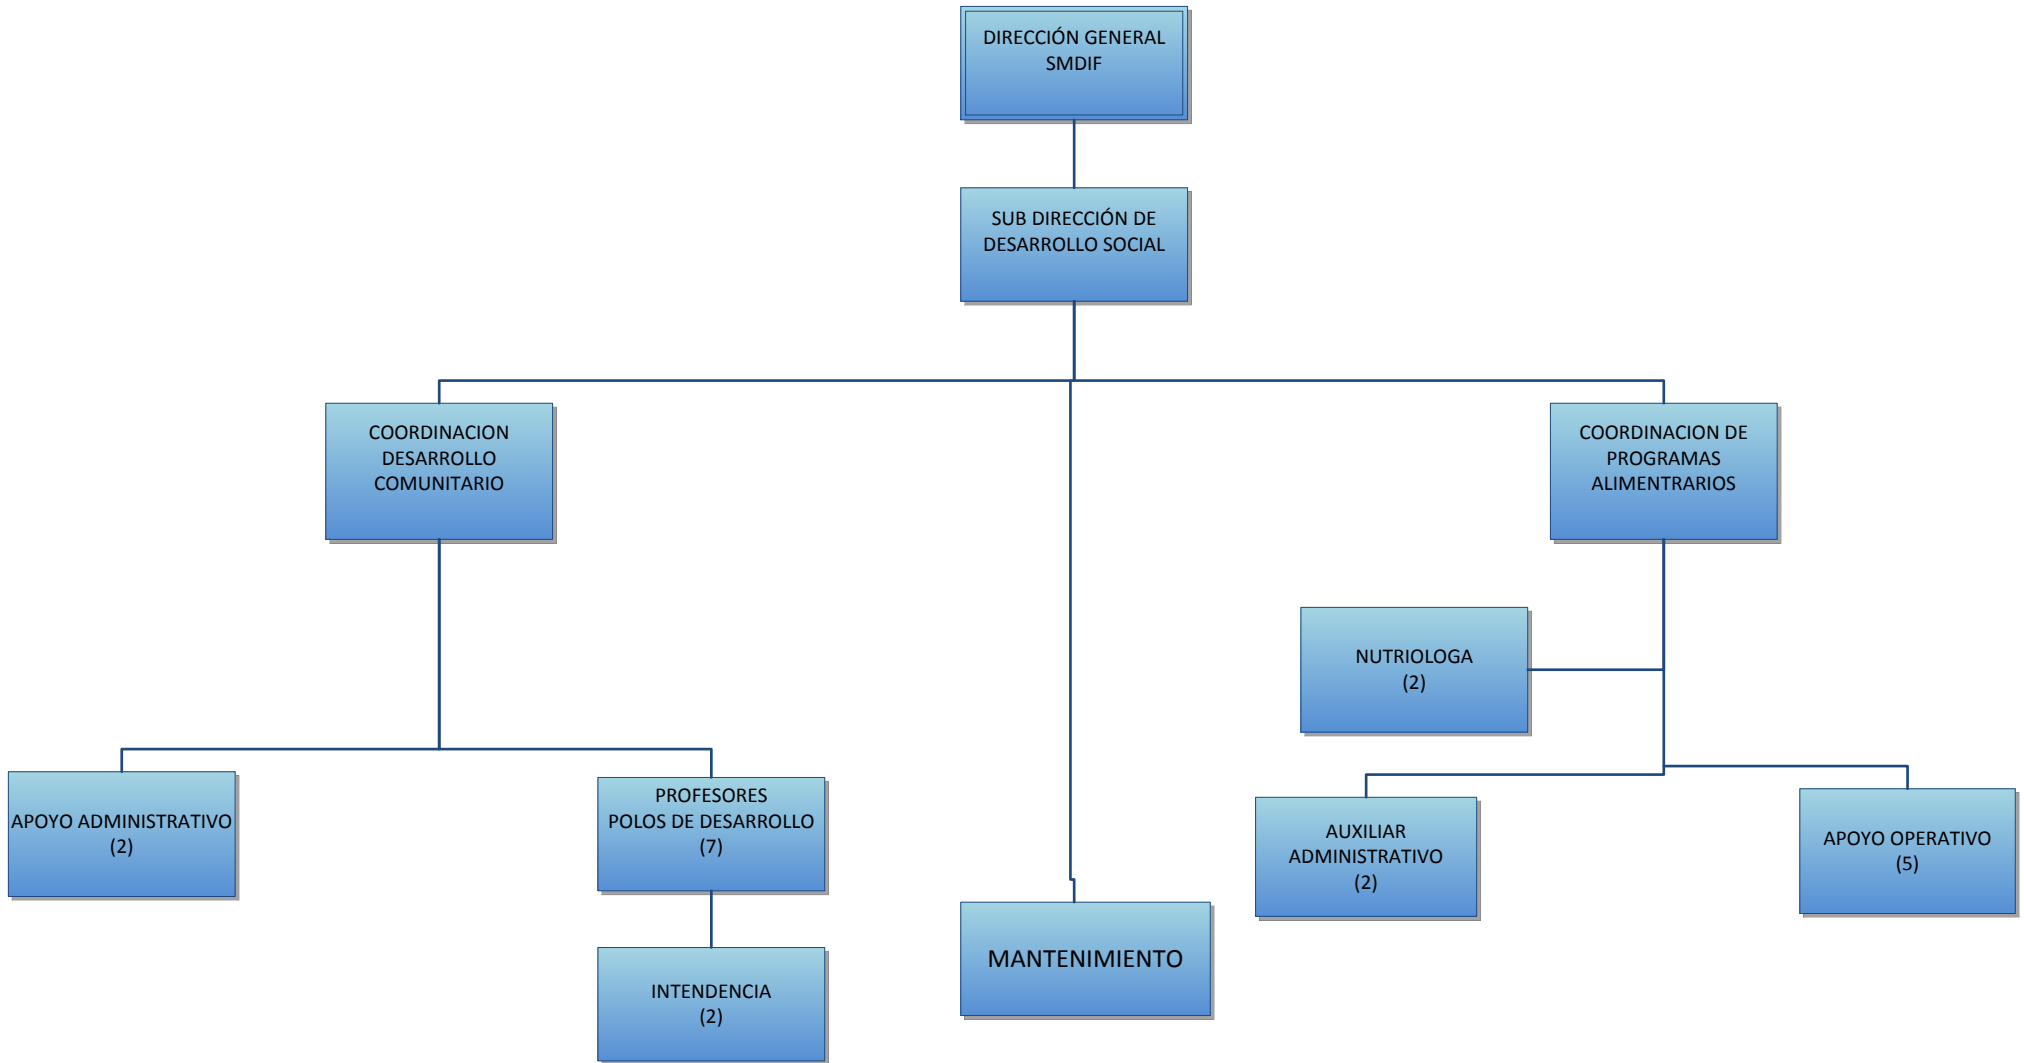 DIRECCIÓN GENERAL
SMDIF
SUB DIRECCIÓN DE
DESARROLLO SOCIAL
COORDINACION
DESARROLLO
COMUNITARIO
COORDINACION DE
PROGRAMAS
ALIMENTRARIOS
NUTRIOLOGA
(2)
APOYO ADMINISTRATIVO
(2)
PROFESORES
POLOS DE DESARROLLO
(7)
AUXILIAR
ADMINISTRATIVO
(2)
APOYO OPERATIVO
(5)
MANTENIMIENTO
INTENDENCIA
(2)